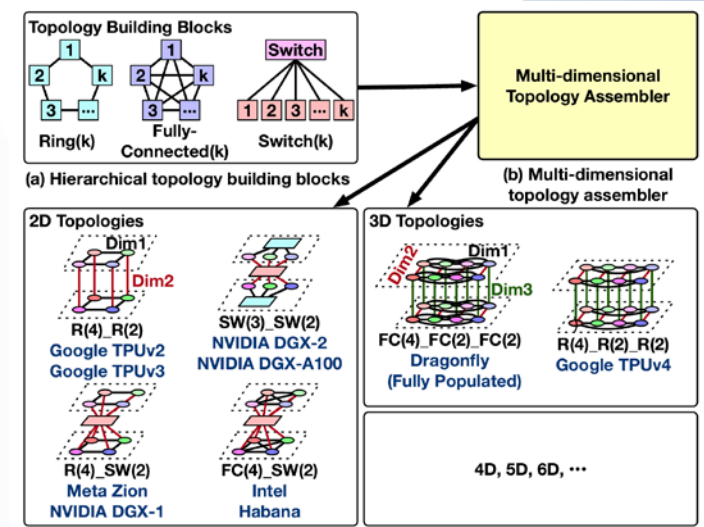 Topology Building Blocks
1
2
k
3
...
Ring(k)
1
2
k
3
...
Fully-
Connected(k)
Switch
1 2 3 ... k
Switch(k)
(a) Hierarchical topology building blocks
Multi-dimensional
Topology Assembler
(b) Multi-dimensional
topology assembler
2D Topologies
Dim1
Dim2
R(4)_R(2)
Google TPUv2
Google TPUv3
SW(3)_SW(2)
NVIDIA DGX-2
NVIDIA DGX-A100
R(4)_SW(2)
Meta Zion
NVIDIA DGX-1
FC(4)_SW(2)
Intel
Habana
3D Topologies
Dim2
Dim1
Dim3
FC(4)_FC(2)_FC(2)
Dragonfly
(Fully Populated)
R(4)_R(2)_R(2)
Google TPUv4
4D, 5D, 6D, ...